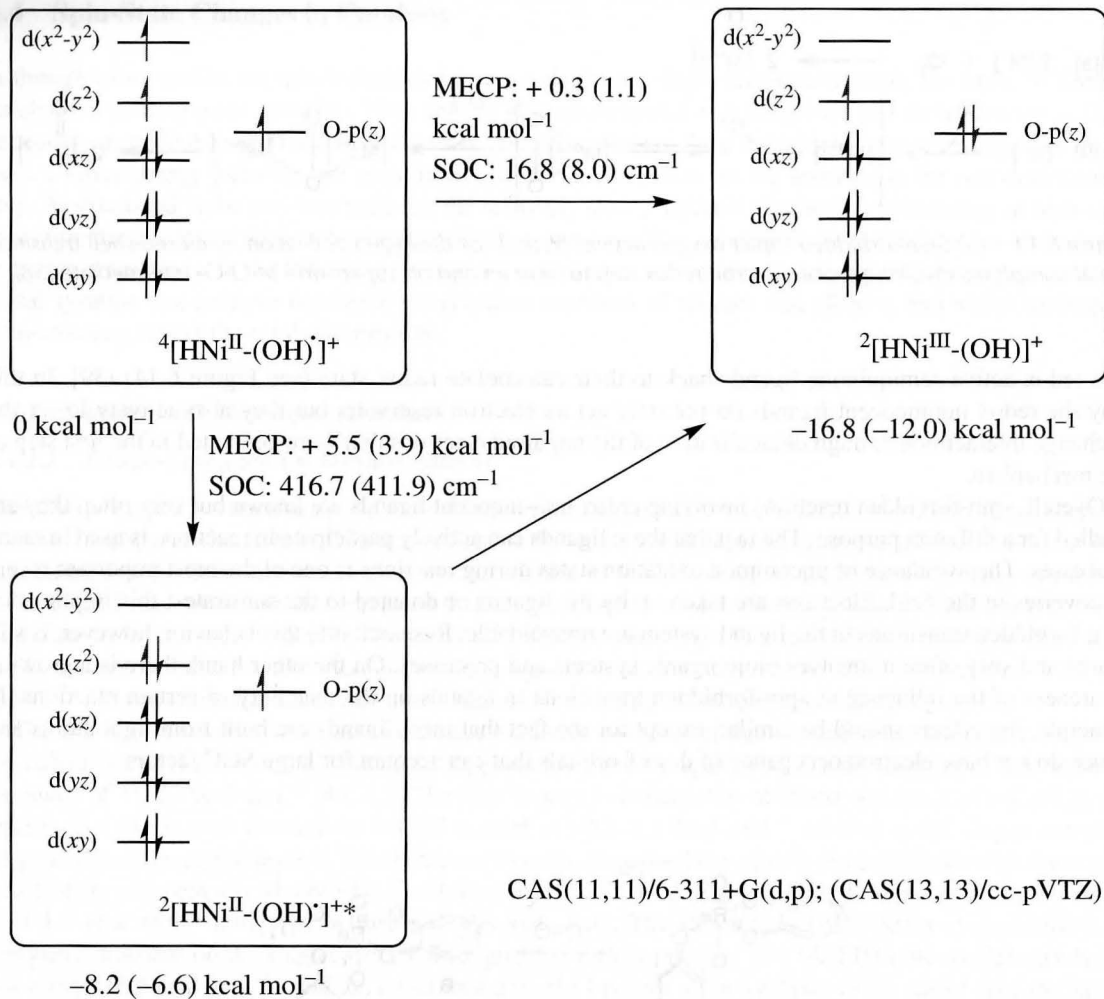 d(x²-y²)
d(z²)
O-p(z)
d(xz)
d(yz)
d(xy)
⁴[HNiᴵᴵ-(OH)˙]⁺
MECP: + 0.3 (1.1)
kcal mol⁻¹
SOC: 16.8 (8.0) cm⁻¹
d(x²-y²)
d(z²)
O-p(z)
d(xz)
d(yz)
d(xy)
²[HNiᴵᴵᴵ-(OH)]⁺
0 kcal mol⁻¹
MECP: + 5.5 (3.9) kcal mol⁻¹
SOC: 416.7 (411.9) cm⁻¹
−16.8 (−12.0) kcal mol⁻¹
d(x²-y²)
d(z²)
O-p(z)
d(xz)
d(yz)
d(xy)
²[HNiᴵᴵ-(OH)˙]⁺*
CAS(11,11)/6-311+G(d,p); (CAS(13,13)/cc-pVTZ)
−8.2 (−6.6) kcal mol⁻¹